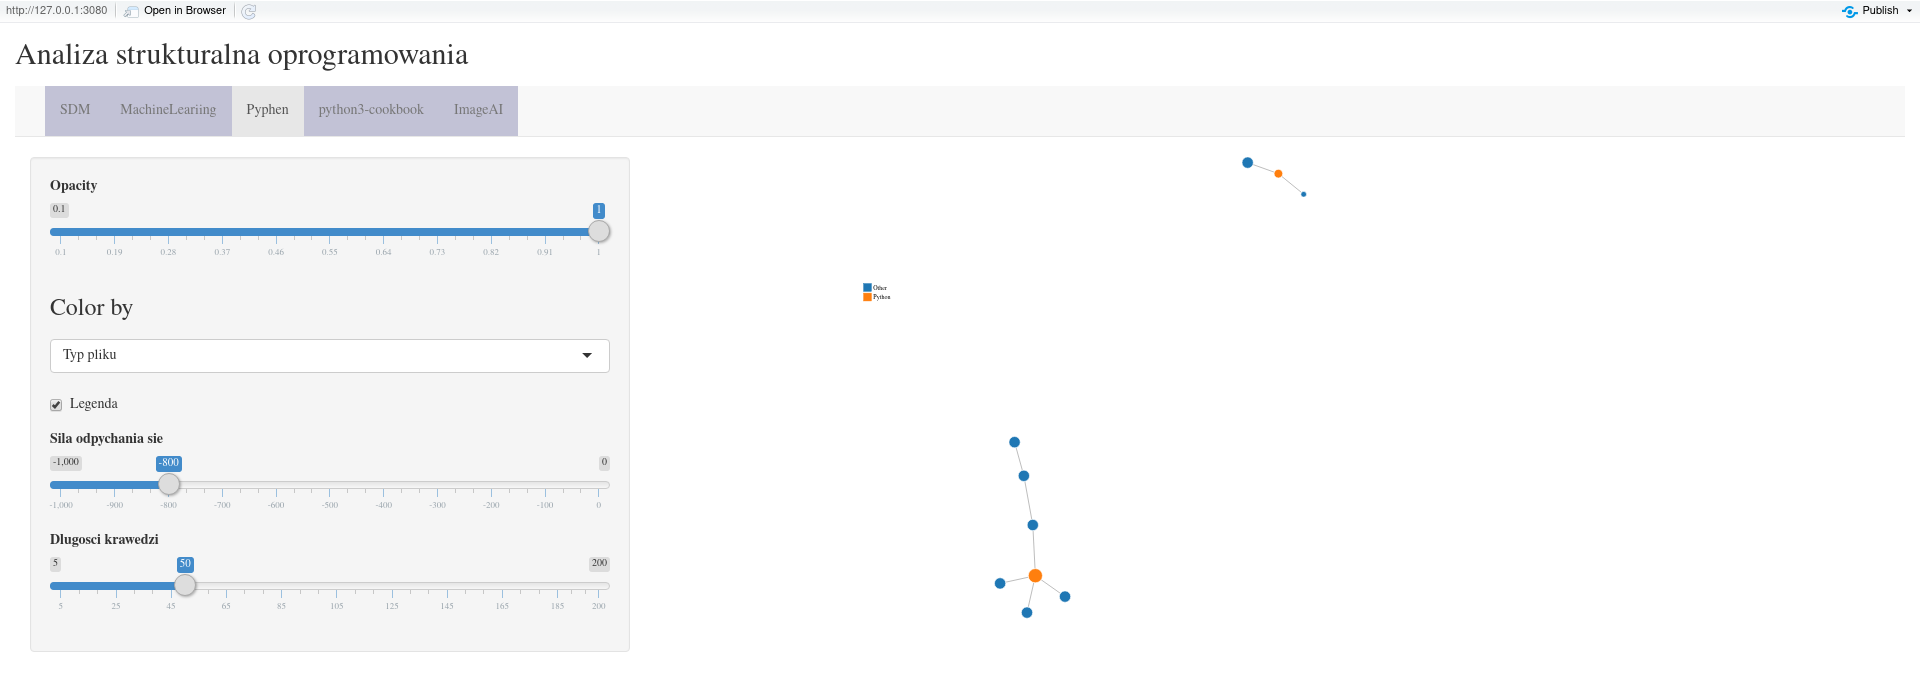 http://127.0.0.1:3080 Open in Browser Publish
Analiza strukturalna oprogramowania
SDM MachineLeariing Pyphen python3-cookbook ImageAI
Opacity
0.1 1
0.1 0.19 0.28 0.37 0.46 0.55 0.64 0.73 0.82 0.91 1
Color by
Typ pliku
Legenda
Sila odpychania sie
-1,000 -800 0
-1,000 -900 -800 -700 -600 -500 -400 -300 -200 -100 0
Dlugosci krawedzi
5 50 200
5 25 45 65 85 105 125 145 165 185 200
Other
Python